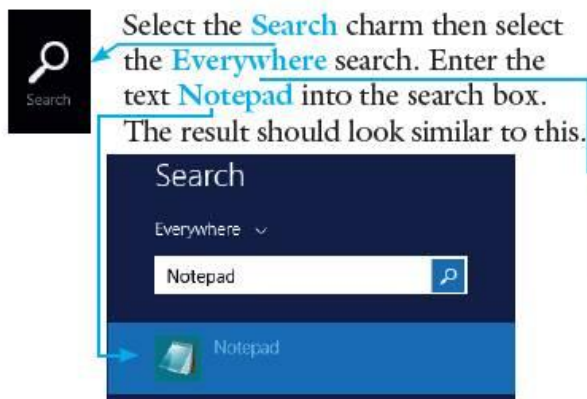 Search
Select the Search charm then select
the Everywhere search. Enter the
text Notepad into the search box.
The result should look similar to this.
Search
Everywhere
Notepad
Notepad